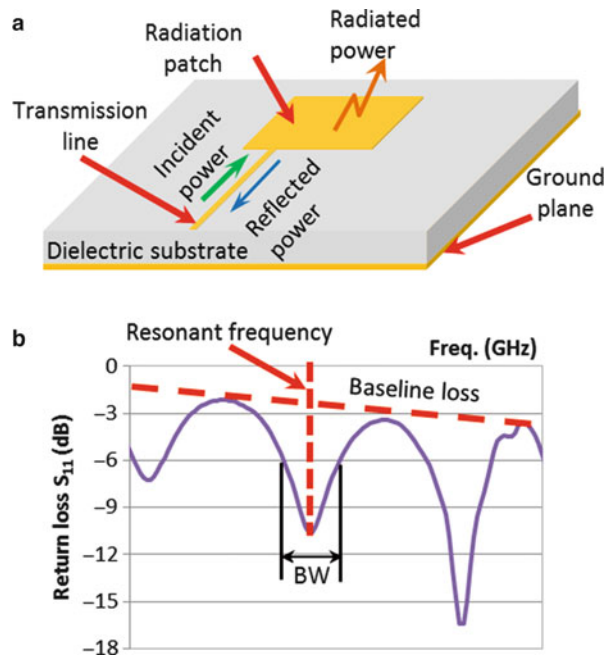 a
Radiation
patch
Radiated
power
Transmission
line
Incident
power
Reflected
power
Ground
plane
Dielectric substrate
b
Resonant frequency
Freq. (GHz)
Baseline loss
Return loss S₁₁ (dB)
0
−3
−6
−9
−12
−15
−18
BW